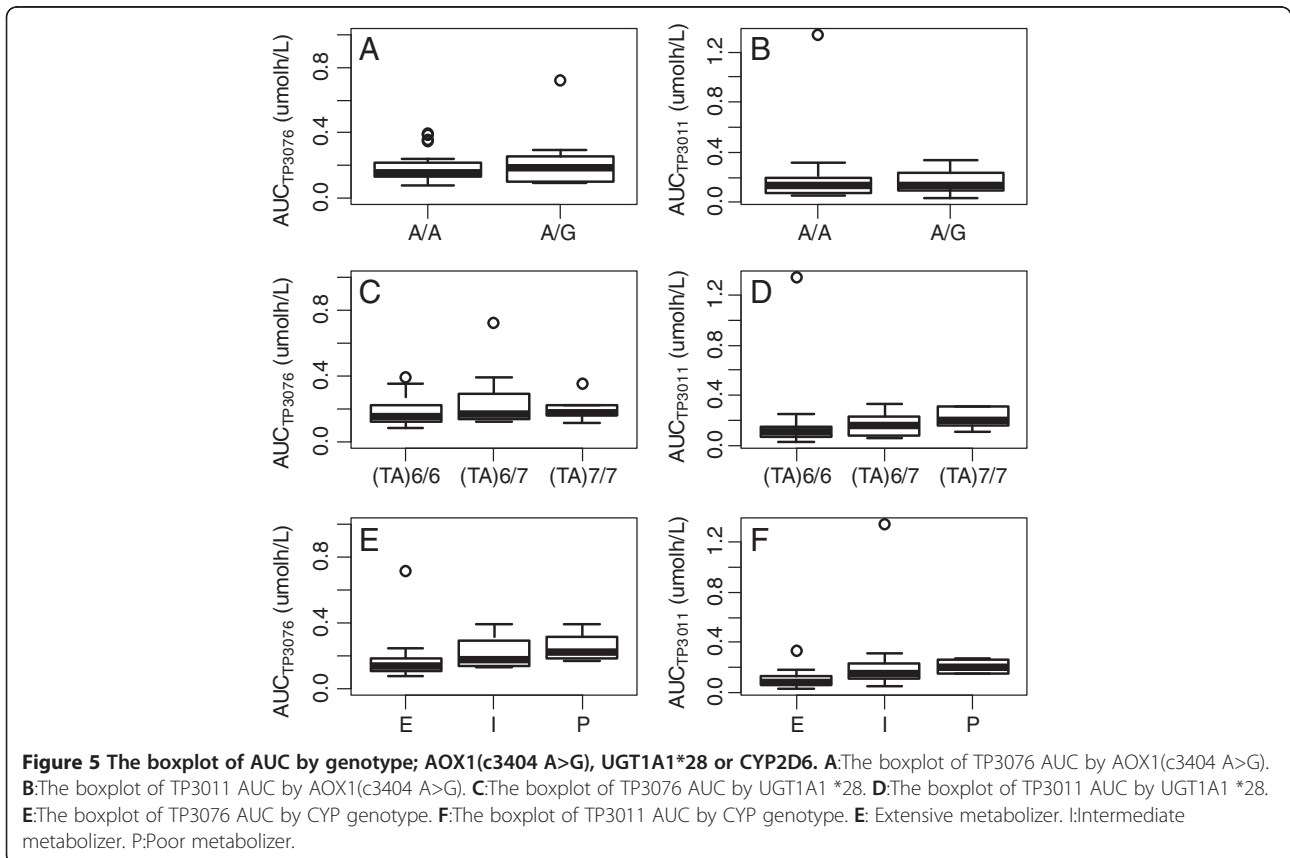 A
AUCTP3076 (umolh/L)
0.0 0.4 0.8
A/A A/G
B
AUCTP3011 (umolh/L)
0.0 0.4 0.8 1.2
A/A A/G
C
AUCTP3076 (umolh/L)
0.0 0.4 0.8
(TA)6/6 (TA)6/7 (TA)7/7
D
AUCTP3011 (umolh/L)
0.0 0.4 0.8 1.2
(TA)6/6 (TA)6/7 (TA)7/7
E
AUCTP3076 (umolh/L)
0.0 0.4 0.8
E I P
F
AUCTP3011 (umolh/L)
0.0 0.4 0.8 1.2
E I P
Figure 5 The boxplot of AUC by genotype; AOX1(c3404 A>G), UGT1A1*28 or CYP2D6. A:The boxplot of TP3076 AUC by AOX1(c3404 A>G).
B:The boxplot of TP3011 AUC by AOX1(c3404 A>G). C:The boxplot of TP3076 AUC by UGT1A1 *28. D:The boxplot of TP3011 AUC by UGT1A1 *28.
E:The boxplot of TP3076 AUC by CYP genotype. F:The boxplot of TP3011 AUC by CYP genotype. E: Extensive metabolizer. I:Intermediate
metabolizer. P:Poor metabolizer.